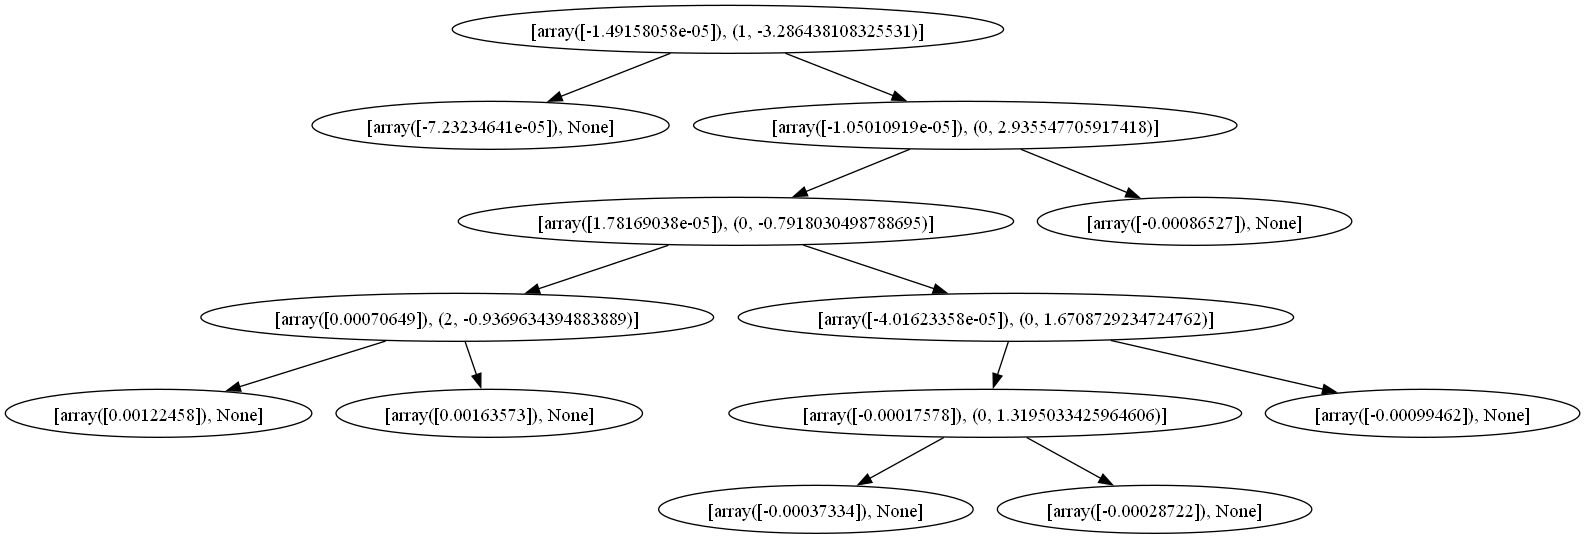 [array([-1.49158058e-05]), (1, -3.286438108325531)]
[array([-7.23234641e-05]), None]
[array([-1.05010919e-05]), (0, 2.935547705917418)]
[array([1.78169038e-05]), (0, -0.7918030498788695)]
[array([-0.00086527]), None]
[array([0.00070649]), (2, -0.9369634394883889)]
[array([-4.01623358e-05]), (0, 1.6708729234724762)]
[array([0.00122458]), None]
[array([0.00163573]), None]
[array([-0.00017578]), (0, 1.3195033425964606)]
[array([-0.00099462]), None]
[array([-0.00037334]), None]
[array([-0.00028722]), None]